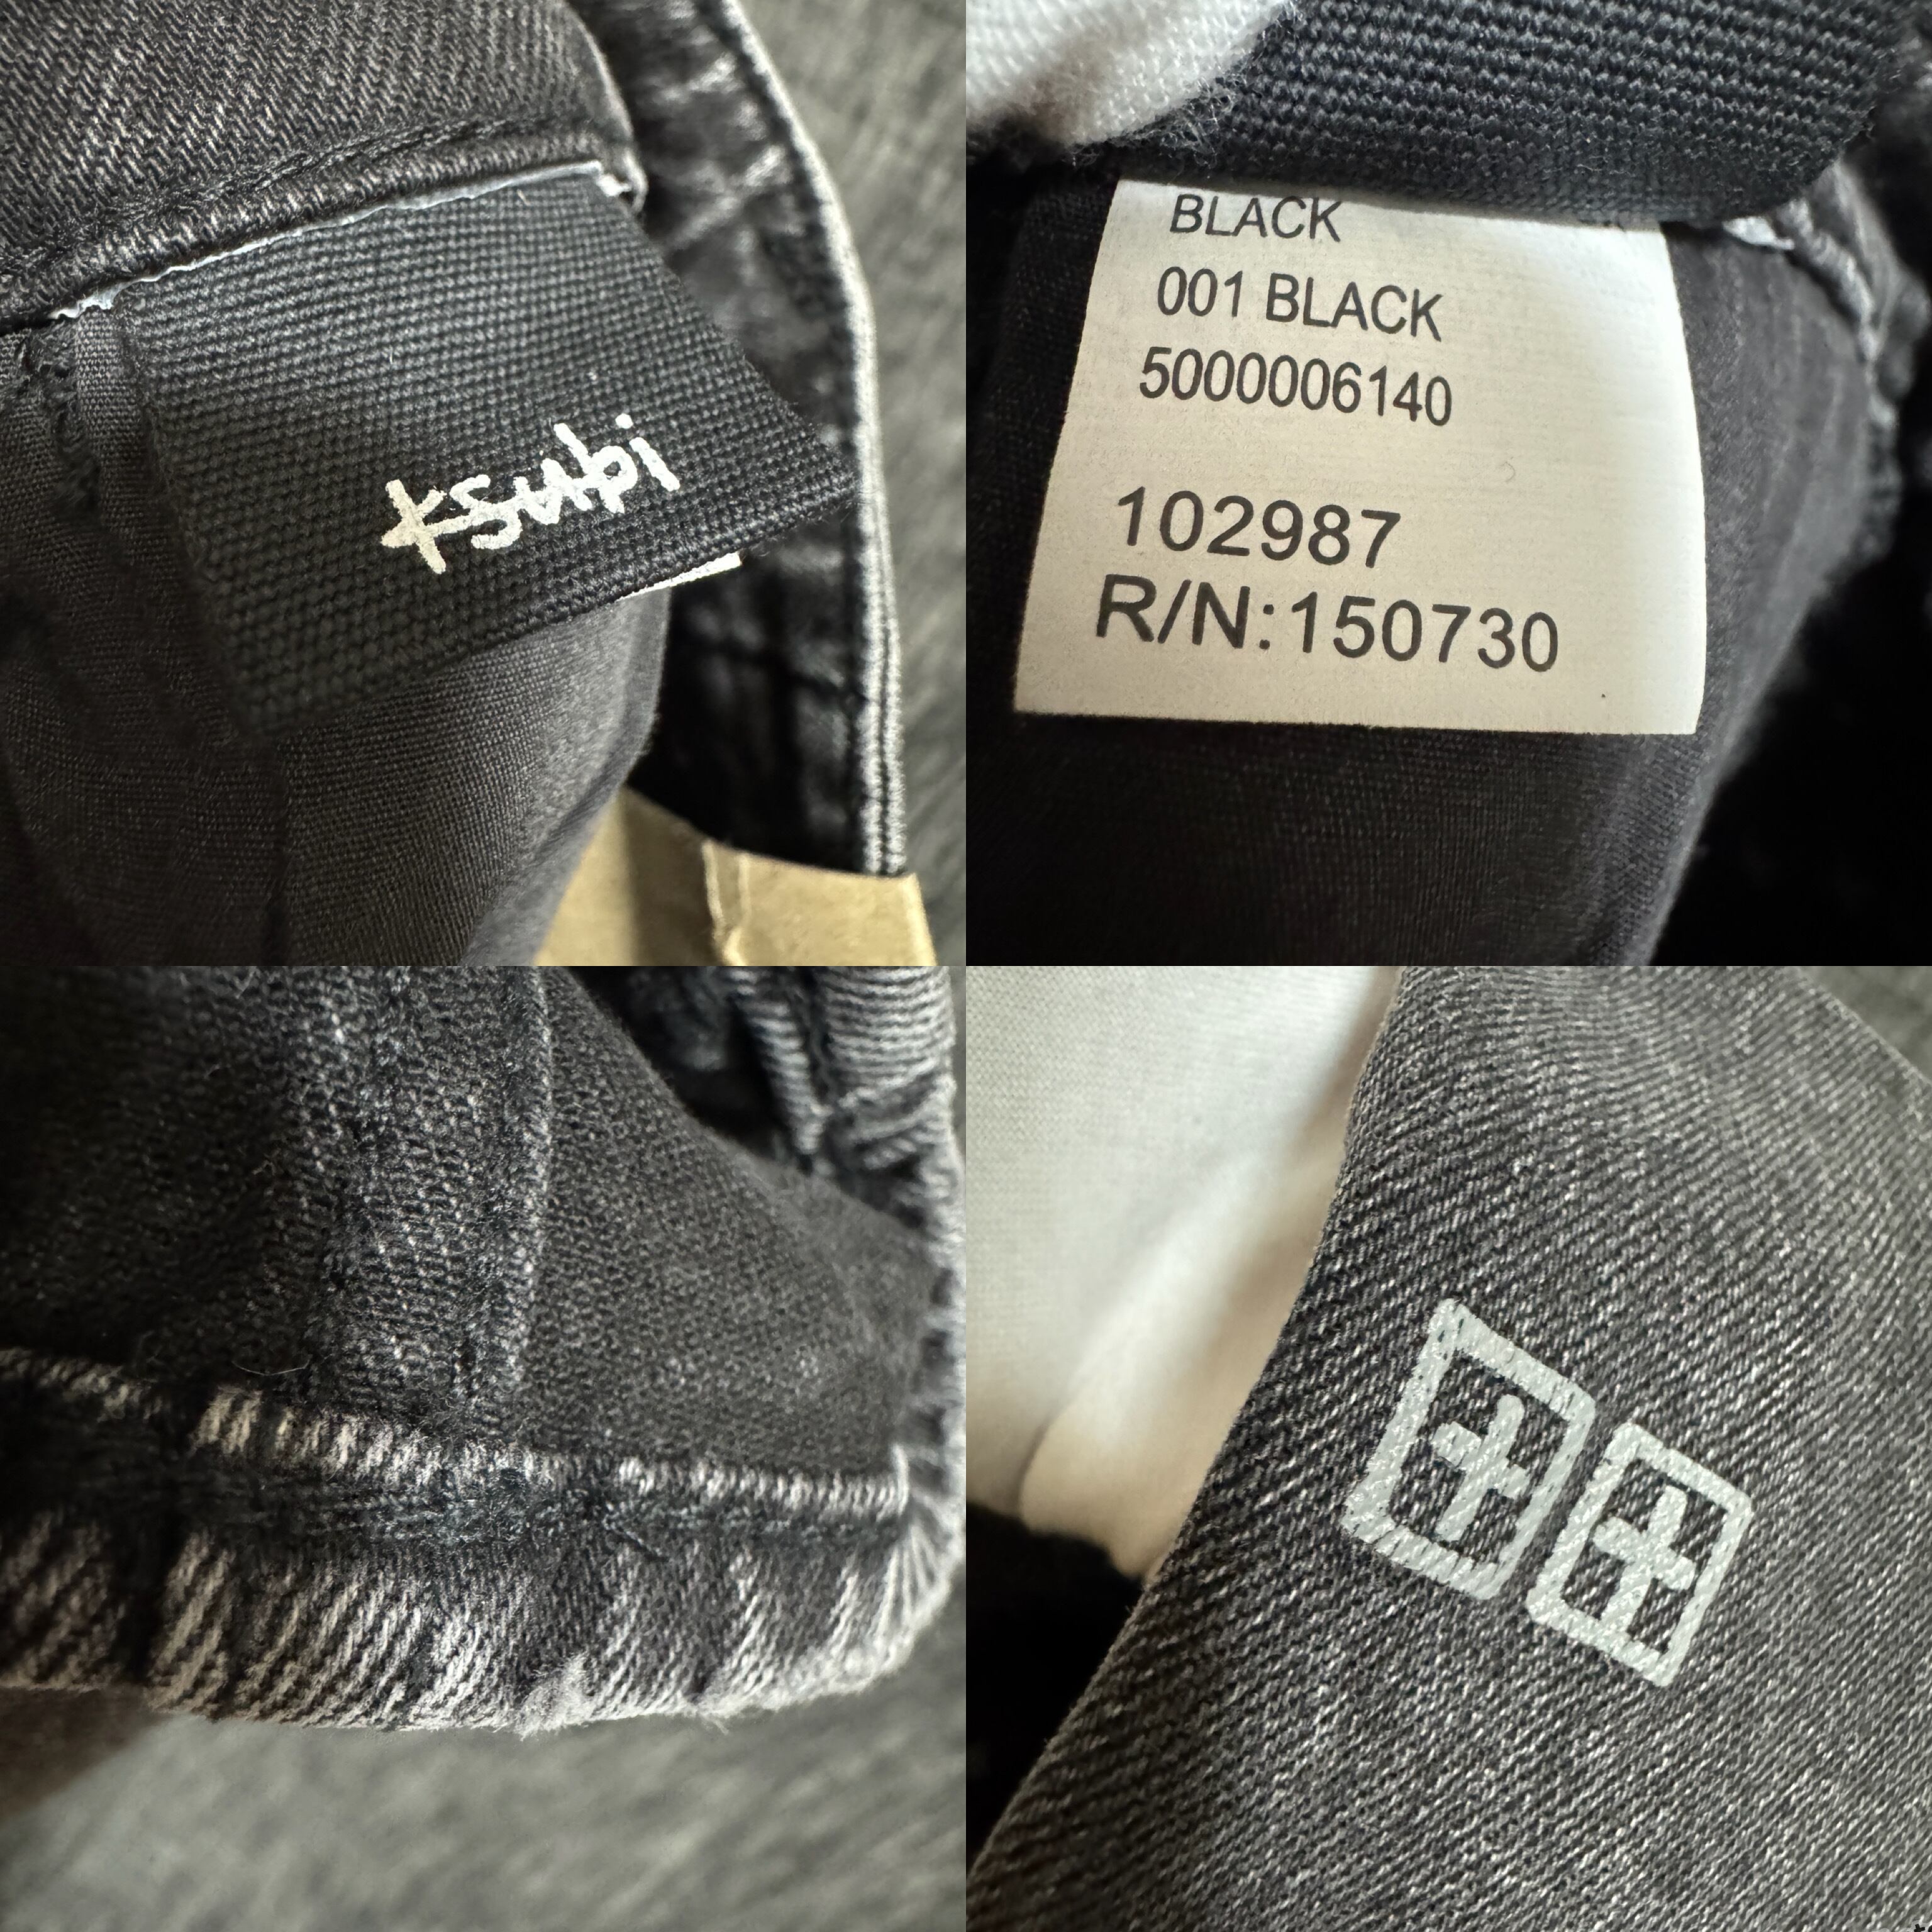 ksubi
BLACK
001 BLACK
5000006140
102987
R/N:150730